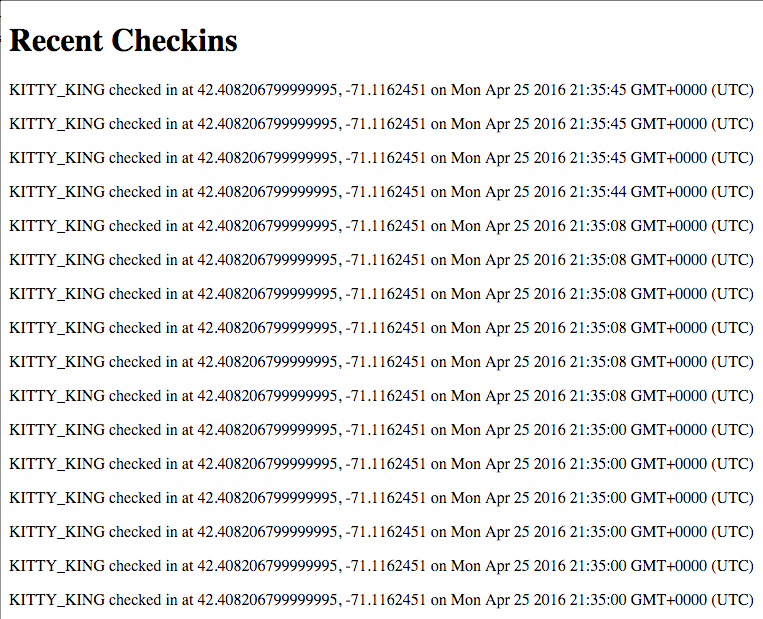 Recent Checkins
KITTY_KING checked in at 42.408206799999995, -71.1162451 on Mon Apr 25 2016 21:35:45 GMT+0000 (UTC)
KITTY_KING checked in at 42.408206799999995, -71.1162451 on Mon Apr 25 2016 21:35:45 GMT+0000 (UTC)
KITTY_KING checked in at 42.408206799999995, -71.1162451 on Mon Apr 25 2016 21:35:45 GMT+0000 (UTC)
KITTY_KING checked in at 42.408206799999995, -71.1162451 on Mon Apr 25 2016 21:35:44 GMT+0000 (UTC)
KITTY_KING checked in at 42.408206799999995, -71.1162451 on Mon Apr 25 2016 21:35:08 GMT+0000 (UTC)
KITTY_KING checked in at 42.408206799999995, -71.1162451 on Mon Apr 25 2016 21:35:08 GMT+0000 (UTC)
KITTY_KING checked in at 42.408206799999995, -71.1162451 on Mon Apr 25 2016 21:35:08 GMT+0000 (UTC)
KITTY_KING checked in at 42.408206799999995, -71.1162451 on Mon Apr 25 2016 21:35:08 GMT+0000 (UTC)
KITTY_KING checked in at 42.408206799999995, -71.1162451 on Mon Apr 25 2016 21:35:08 GMT+0000 (UTC)
KITTY_KING checked in at 42.408206799999995, -71.1162451 on Mon Apr 25 2016 21:35:08 GMT+0000 (UTC)
KITTY_KING checked in at 42.408206799999995, -71.1162451 on Mon Apr 25 2016 21:35:00 GMT+0000 (UTC)
KITTY_KING checked in at 42.408206799999995, -71.1162451 on Mon Apr 25 2016 21:35:00 GMT+0000 (UTC)
KITTY_KING checked in at 42.408206799999995, -71.1162451 on Mon Apr 25 2016 21:35:00 GMT+0000 (UTC)
KITTY_KING checked in at 42.408206799999995, -71.1162451 on Mon Apr 25 2016 21:35:00 GMT+0000 (UTC)
KITTY_KING checked in at 42.408206799999995, -71.1162451 on Mon Apr 25 2016 21:35:00 GMT+0000 (UTC)
KITTY_KING checked in at 42.408206799999995, -71.1162451 on Mon Apr 25 2016 21:35:00 GMT+0000 (UTC)